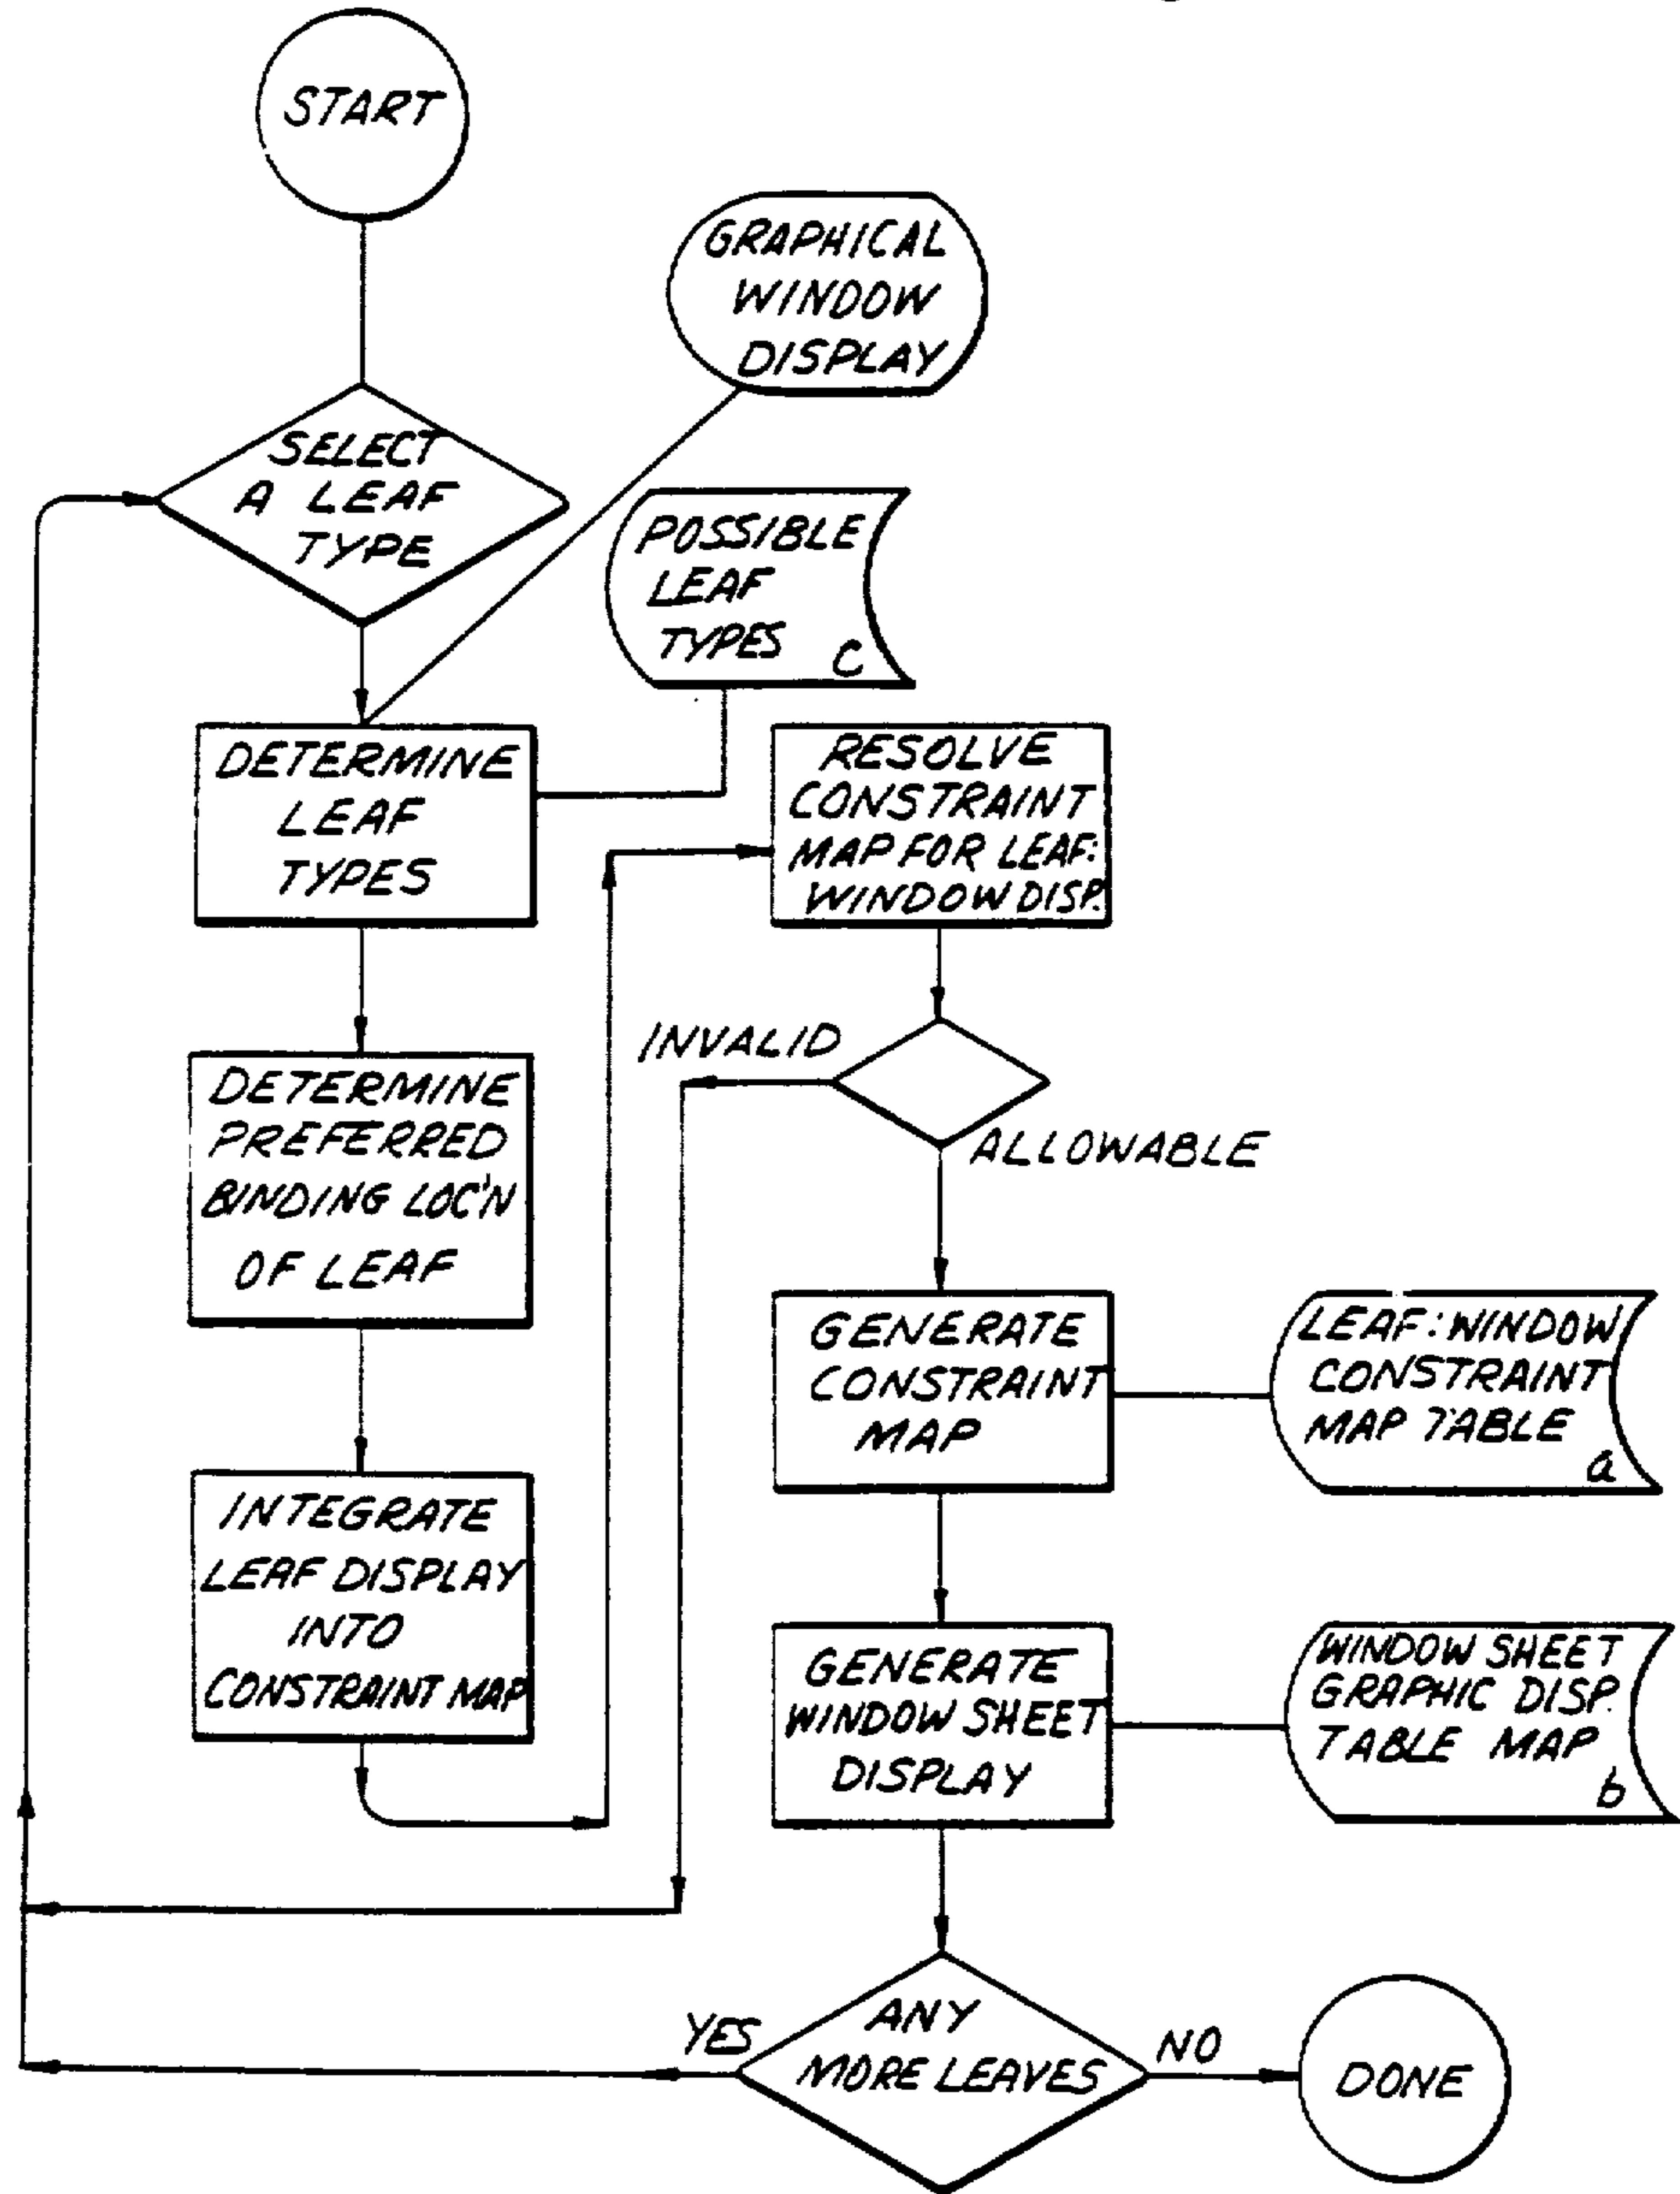 START
GRAPHICAL
WINDOW
DISPLAY
SELECT
A LEAF
TYPE
POSSIBLE
LEAF
TYPES
C
DETERMINE
LEAF
TYPES
RESOLVE
CONSTRAINT
MAP FOR LEAF:
WINDOW DISP.
DETERMINE
PREFERRED
BINDING LOC'N
OF LEAF
INVALID
ALLOWABLE
INTEGRATE
LEAF DISPLAY
INTO
CONSTRAINT MAP
GENERATE
CONSTRAINT
MAP
LEAF:WINDOW
CONSTRAINT
MAP TABLE
a
GENERATE
WINDOW SHEET
DISPLAY
WINDOW SHEET
GRAPHIC DISP.
TABLE MAP
b
YES
ANY
MORE LEAVES
NO
DONE